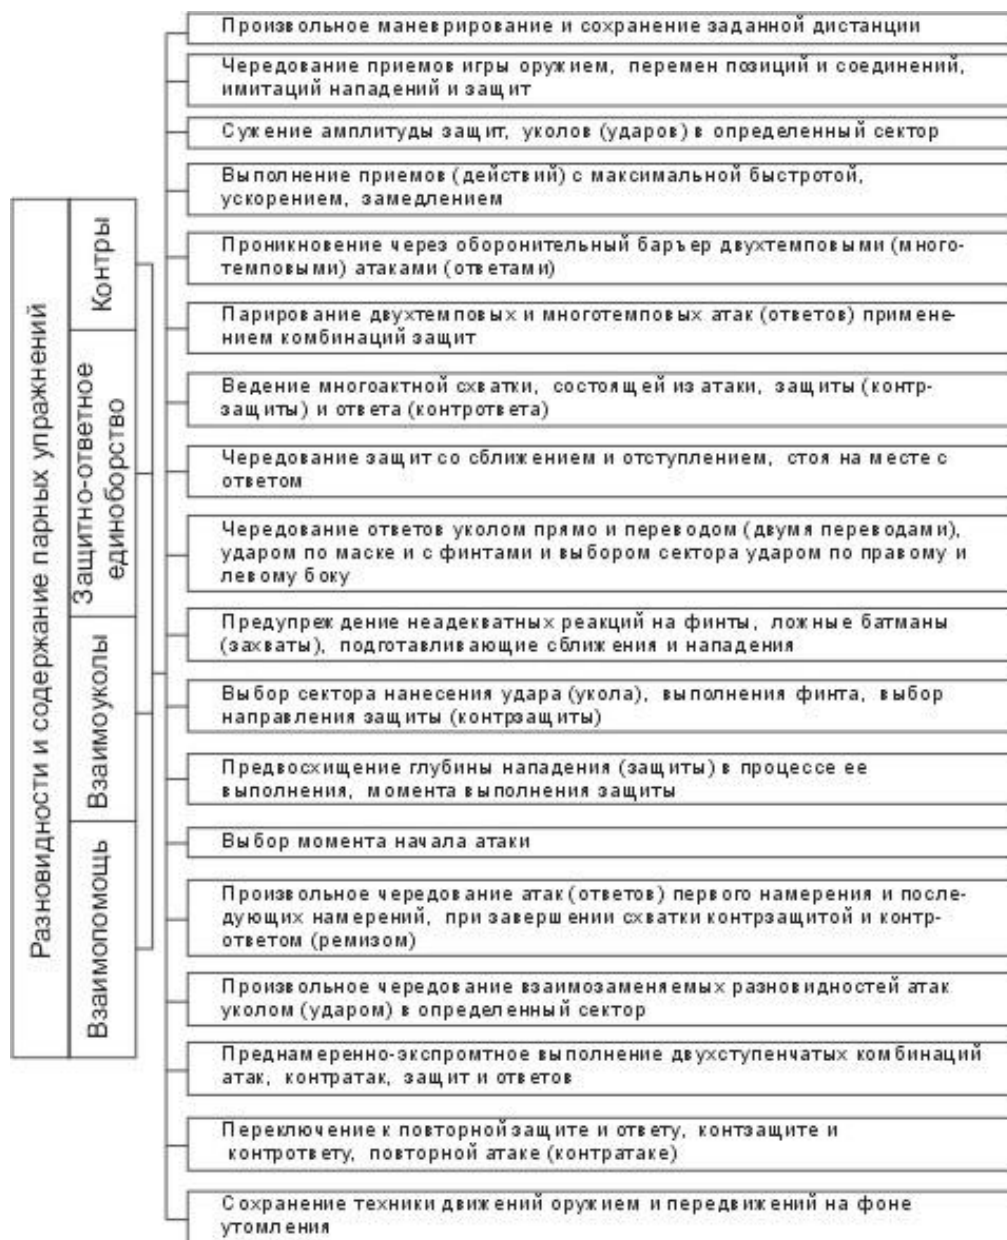 Разновидности и содержание парных упражнений
Контры
Защитно-ответное
единоборство
Взаимоуколы
Взаимопомощь
Произвольное маневрирование и сохранение заданной дистанции
Чередование приемов игры оружием, перемен позиций и соединений,
имитаций нападений и защит
Сужение амплитуды защит, уколов (ударов) в определенный сектор
Выполнение приемов (действий) с максимальной быстротой,
ускорением, замедлением
Проникновение через оборонительный баръер двухтемповыми (много-
темповыми) атаками (ответами)
Парирование двухтемповых и многотемповых атак (ответов) примене-
нием комбинаций защит
Ведение многоактной схватки, состоящей из атаки, защиты (контр-
защиты) и ответа (контрответа)
Чередование защит со сближением и отступлением, стоя на месте с
ответом
Чередование ответов уколом прямо и переводом (двумя переводами),
ударом по маске и с финтами и выбором сектора ударом по правому и
левому боку
Предупреждение неадекватных реакций на финты, ложные батманы
(захваты), подготавливающие сближения и нападения
Выбор сектора нанесения удара (укола), выполнения финта, выбор
направления защиты (контрзащиты)
Предвосхищение глубины нападения (защиты) в процессе ее
выполнения, момента выполнения защиты
Выбор момента начала атаки
Произвольное чередование атак (ответов) первого намерения и после-
дующих намерений, при завершении схватки контрзащитой и контр-
ответом (ремизом)
Произвольное чередование взаимозаменяемых разновидностей атак
уколом (ударом) в определенный сектор
Преднамеренно-экспромтное выполнение двухступенчатых комбинаций
атак, контратак, защит и ответов
Переключение к повторной защите и ответу, контзащите и
контрответу, повторной атаке (контратаке)
Сохранение техники движений оружием и передвижений на фоне
утомления